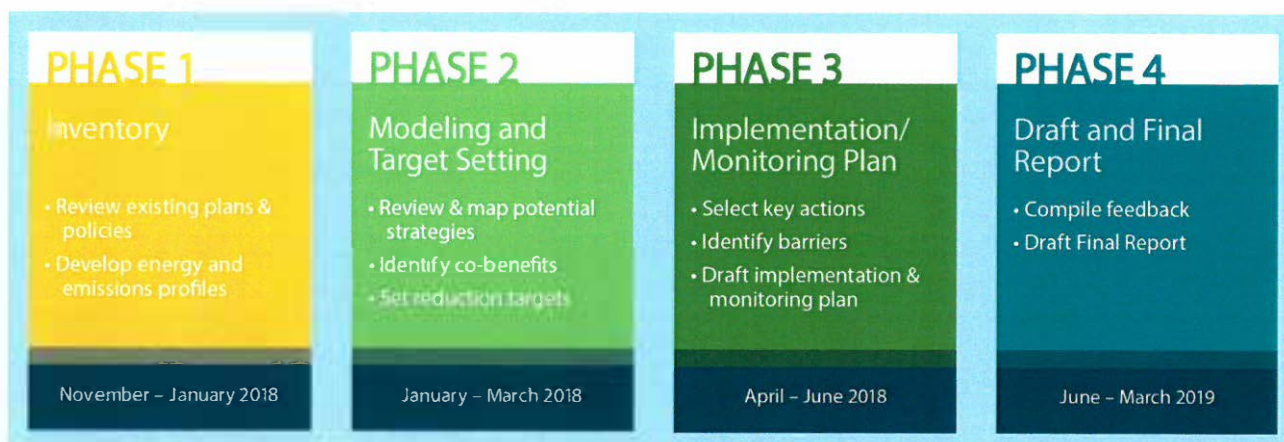 PHASE 1
Inventory
• Review existing plans &
policies
• Develop energy and
emissions profiles
November – January 2018
PHASE 2
Modeling and
Target Setting
• Review & map potential
strategies
• Identify co-benefits
• Set reduction targets
January – March 2018
PHASE 3
Implementation/
Monitoring Plan
• Select key actions
• Identify barriers
• Draft implementation &
monitoring plan
April – June 2018
PHASE 4
Draft and Final
Report
• Compile feedback
• Draft Final Report
June – March 2019